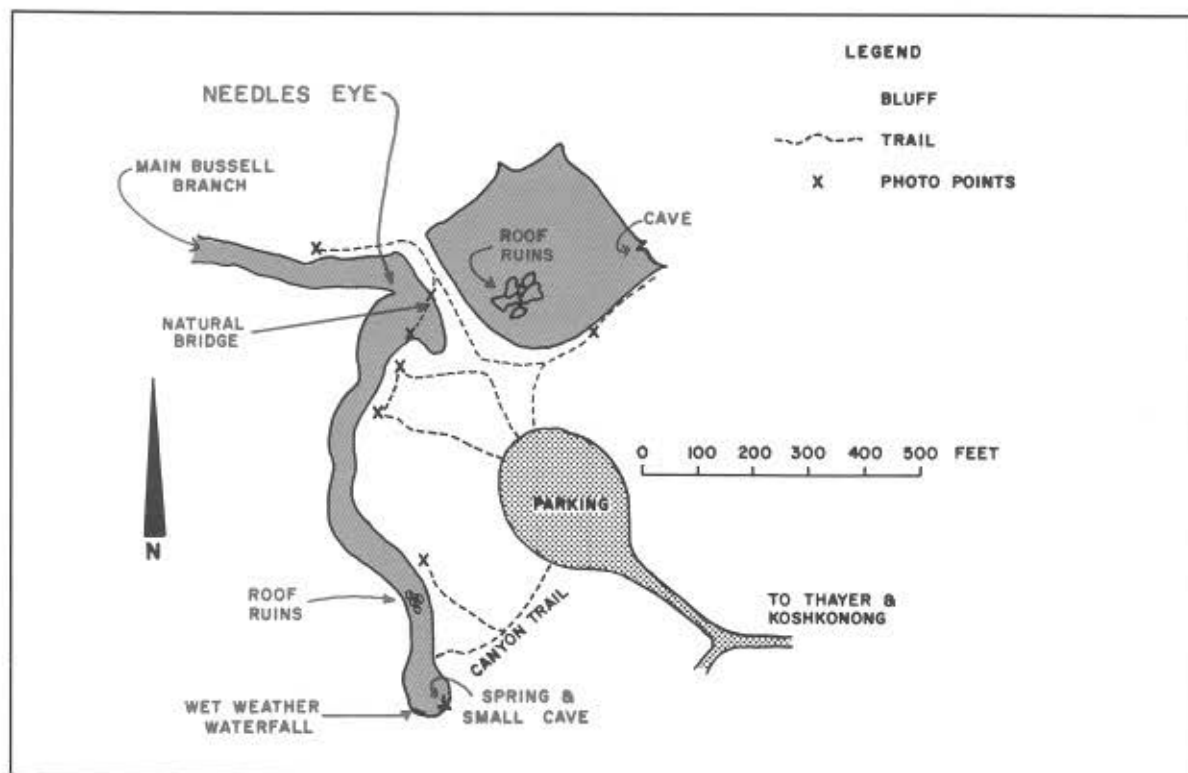 LEGEND
BLUFF
TRAIL
X PHOTO POINTS
NEEDLES EYE
MAIN BUSSELL
BRANCH
CAVE
ROOF
RUINS
NATURAL
BRIDGE
N
0 100 200 300 400 500 FEET
PARKING
TO THAYER &
KOSHKONONG
ROOF
RUINS
CANYON TRAIL
SPRING &
SMALL CAVE
WET WEATHER
WATERFALL
X
X
X
X
X
X
X
X
X